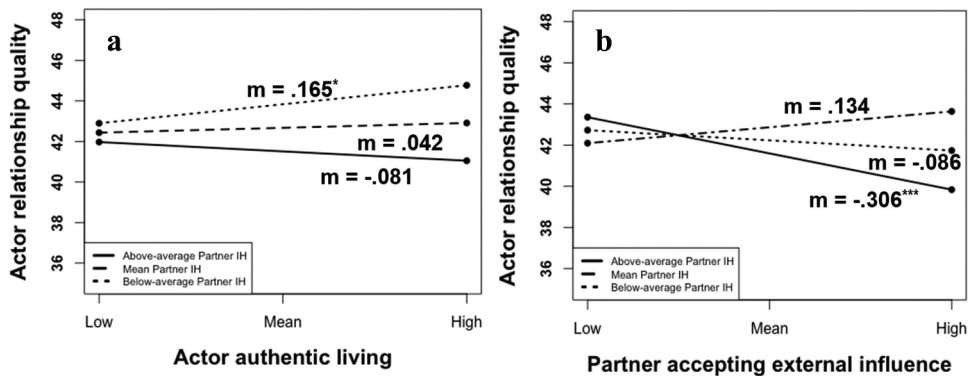 a
Actor relationship quality
48
46
44
42
40
38
36
m = .165*
m = .042
m = -.081
Above-average Partner IH
Mean Partner IH
Below-average Partner IH
Low Mean High
Actor authentic living
b
Actor relationship quality
48
46
44
42
40
38
36
m = .134
m = -.086
m = -.306***
Above-average Partner IH
Mean Partner IH
Below-average Partner IH
Low Mean High
Partner accepting external influence